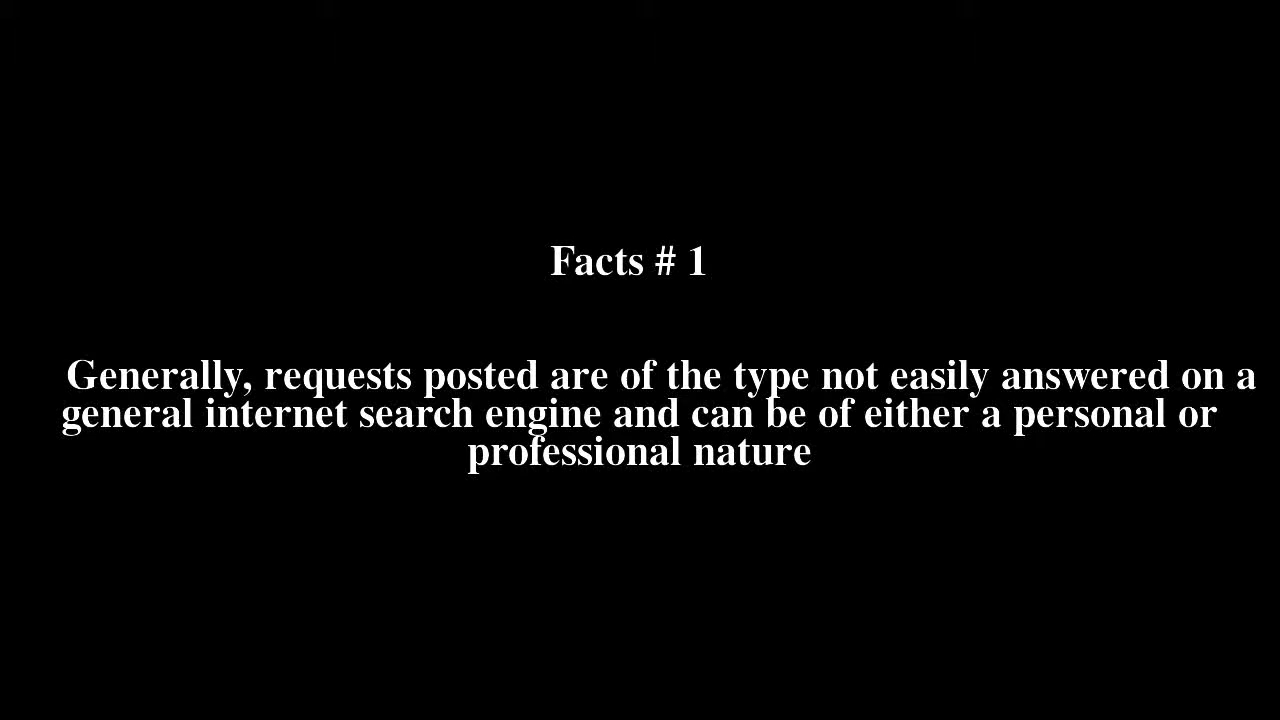 Facts # 1
Generally, requests posted are of the type not easily answered on a
general internet search engine and can be of either a personal or
professional nature